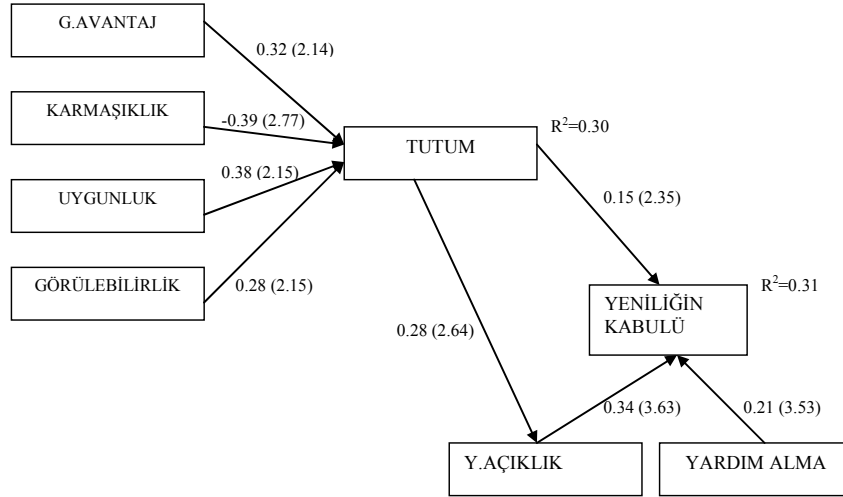 G.AVANTAJ
0.32 (2.14)
KARMAŞIKLIK
-0.39 (2.77)
R²=0.30
TUTUM
0.38 (2.15)
UYGUNLUK
0.15 (2.35)
GÖRÜLEBİLİRLİK
0.28 (2.15)
R²=0.31
YENİLİĞİN
KABULÜ
0.28 (2.64)
0.34 (3.63)
0.21 (3.53)
Y.AÇIKLIK
YARDIM ALMA